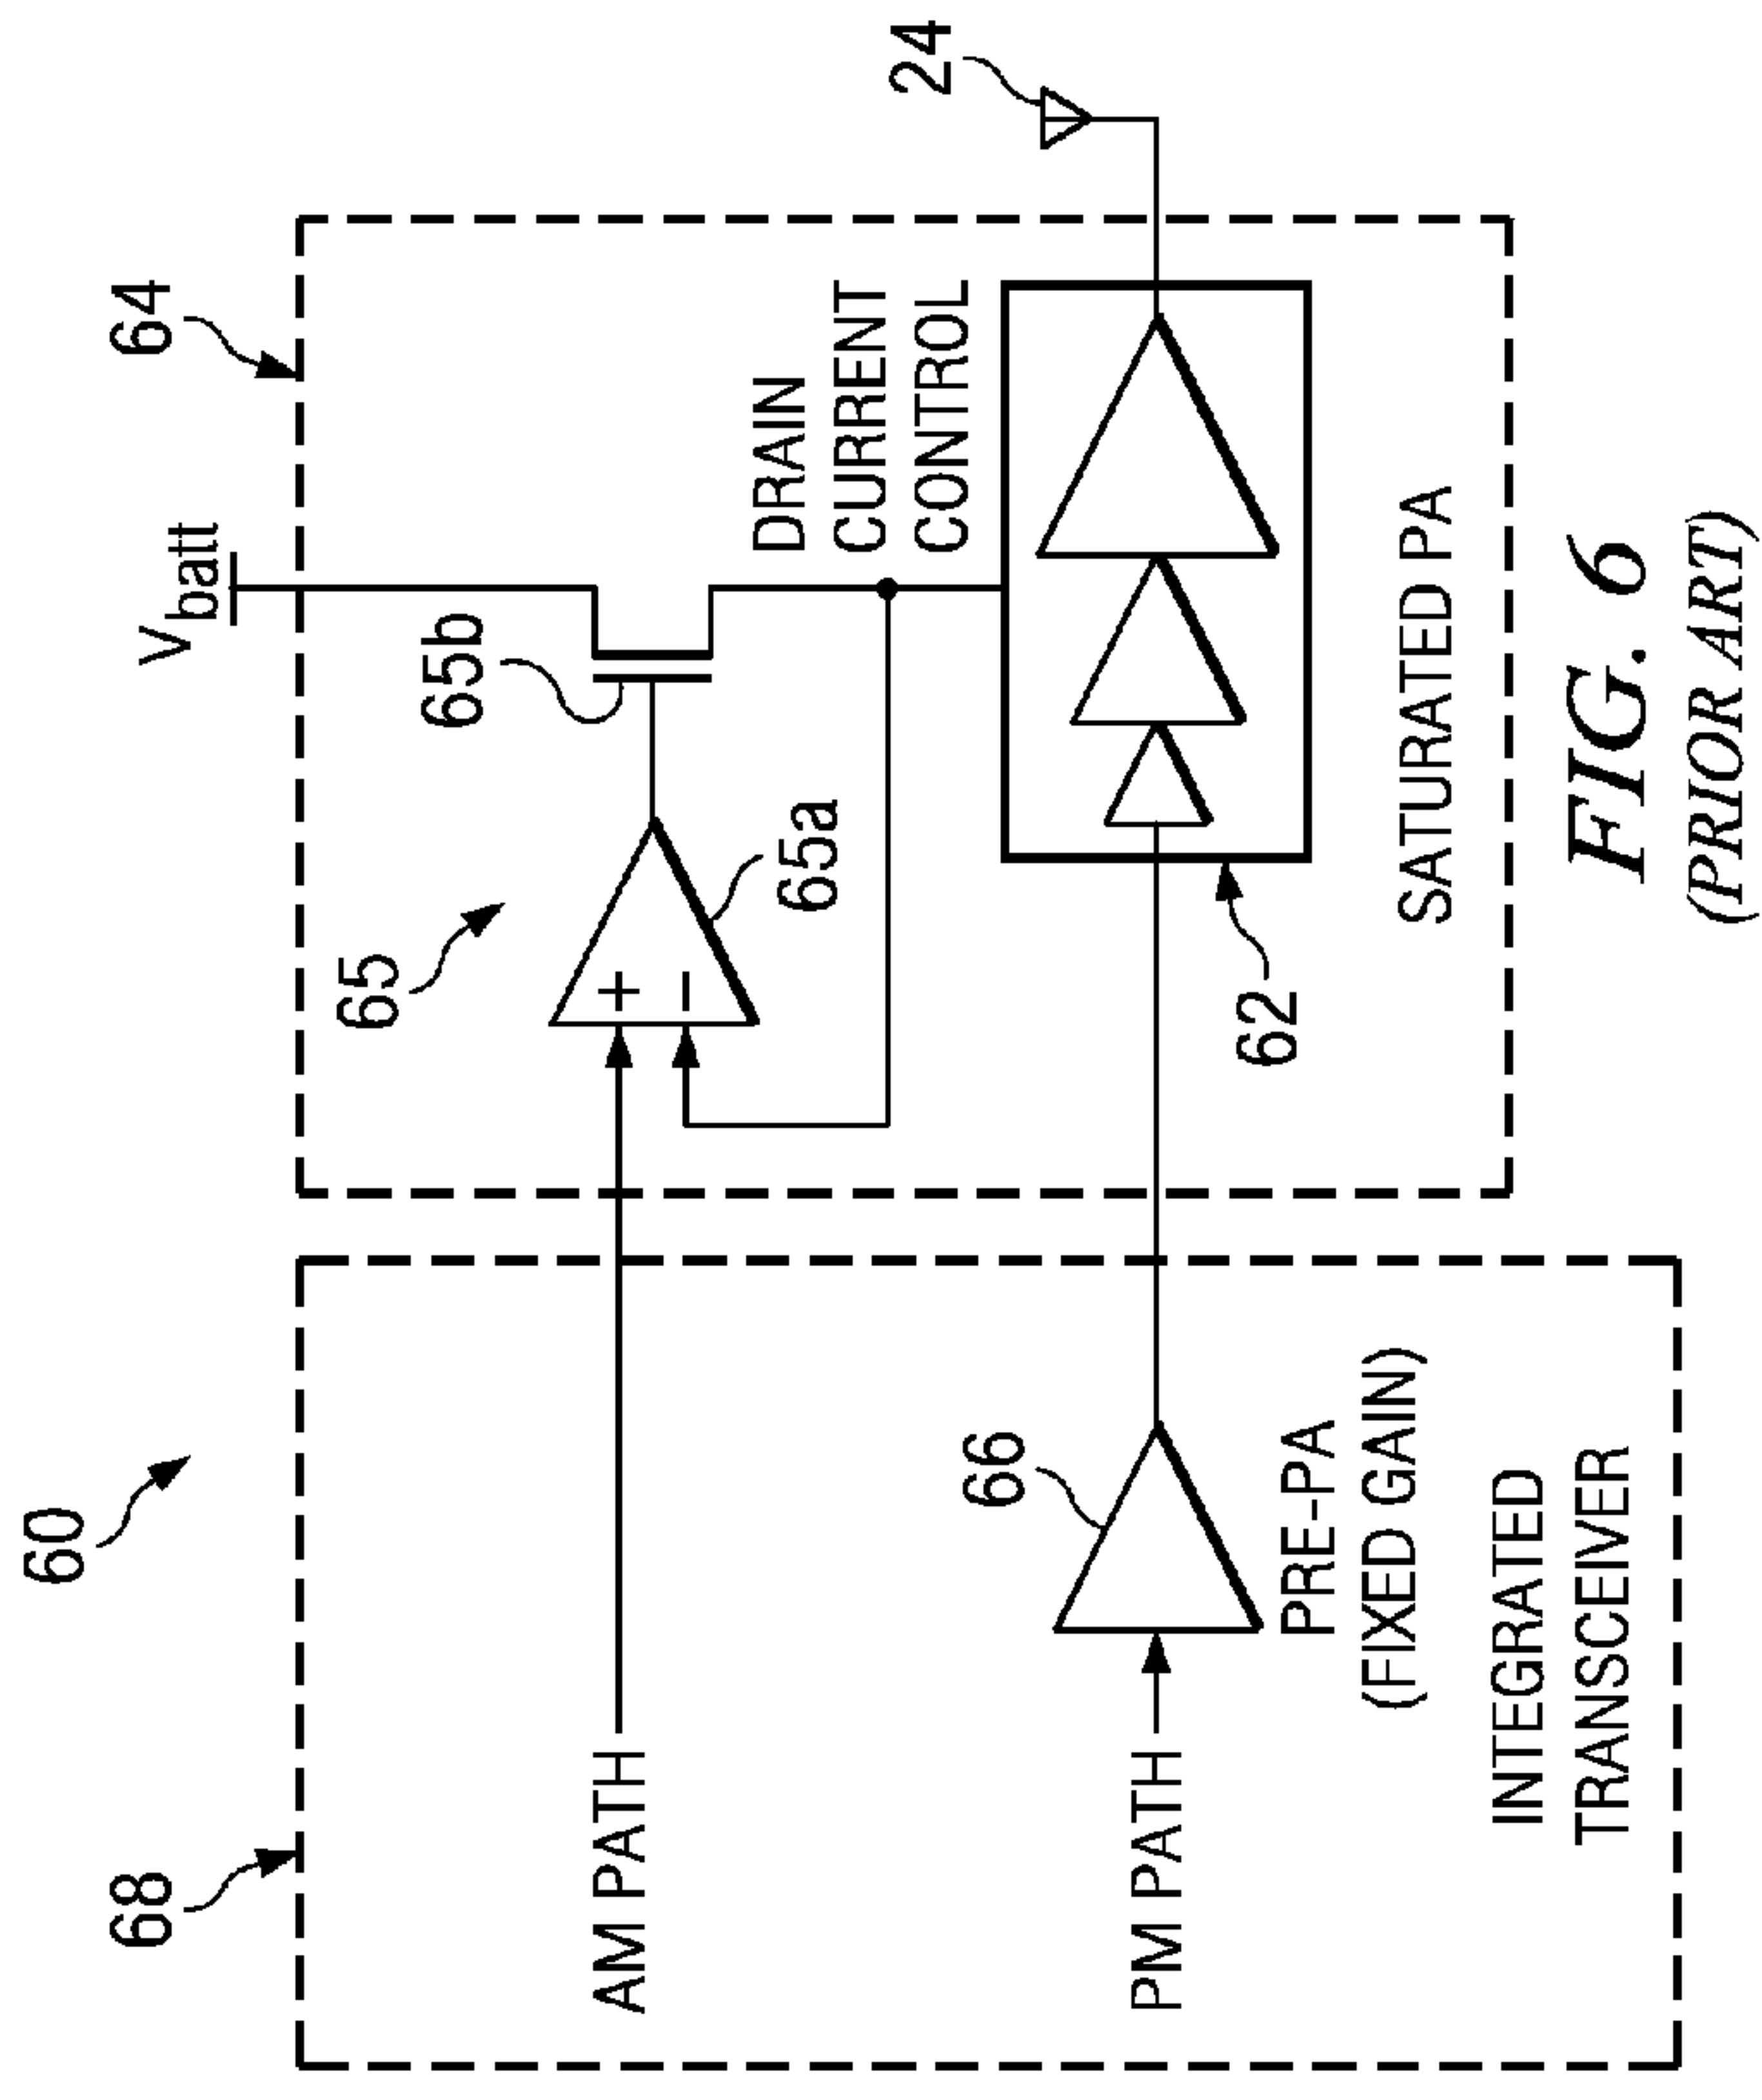 60
68
64
V
batt
65
65b
DRAIN
CURRENT
CONTROL
24
+
−
65a
AM PATH
66
PM PATH
PRE-PA
(FIXED GAIN)
62
SATURATED PA
INTEGRATED
TRANSCEIVER
FIG. 6
(PRIOR ART)